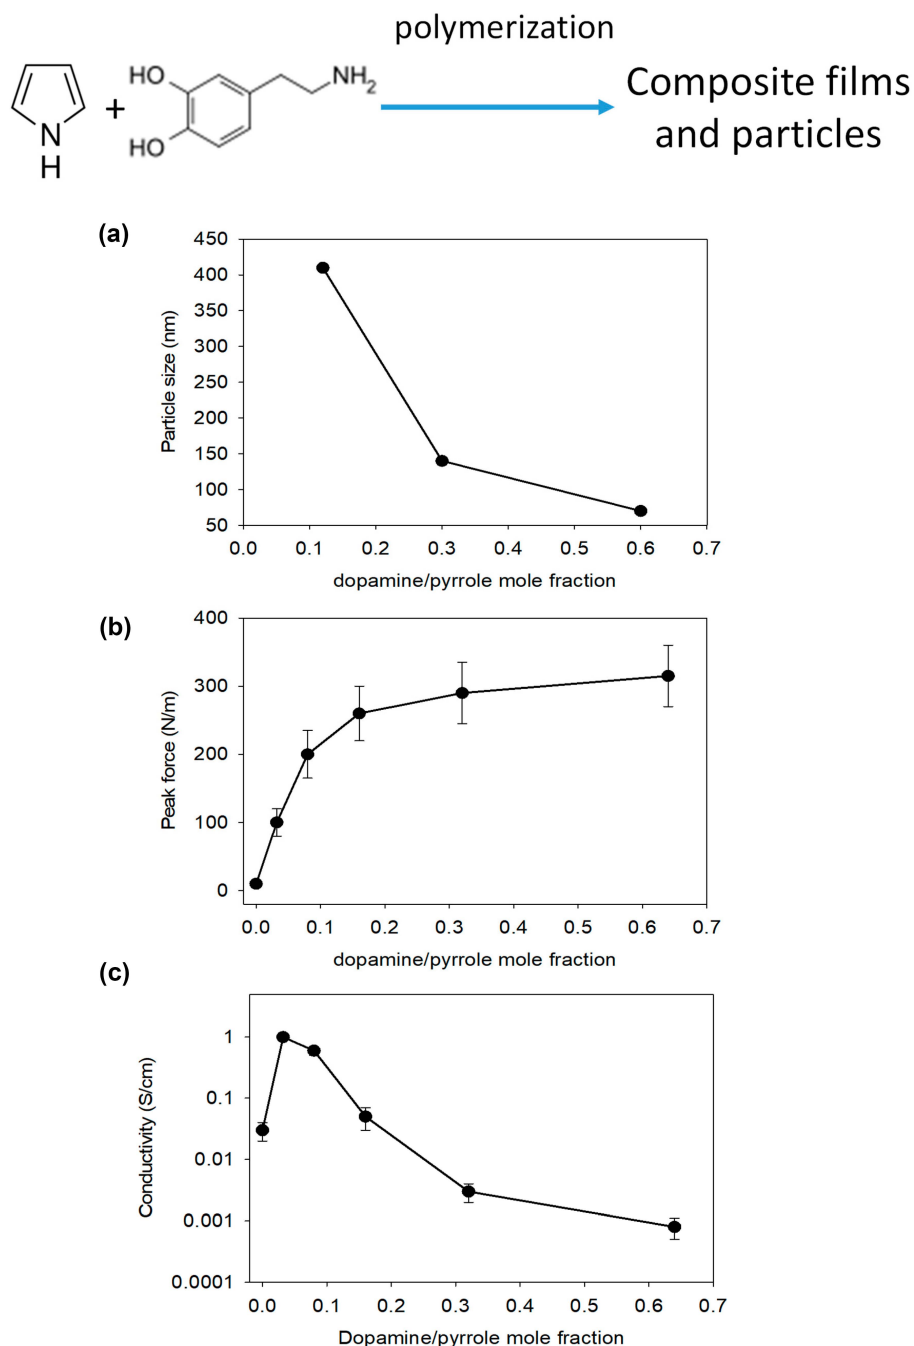 polymerization
N
H
+
HO
HO
NH2
Composite films
and particles
(a)
Particle size (nm)
450
400
350
300
250
200
150
100
50
0.0 0.1 0.2 0.3 0.4 0.5 0.6 0.7
dopamine/pyrrole mole fraction
(b)
Peak force (N/m)
400
300
200
100
0
0.0 0.1 0.2 0.3 0.4 0.5 0.6 0.7
dopamine/pyrrole mole fraction
(c)
Conductivity (S/cm)
1
0.1
0.01
0.001
0.0001
0.0 0.1 0.2 0.3 0.4 0.5 0.6 0.7
Dopamine/pyrrole mole fraction